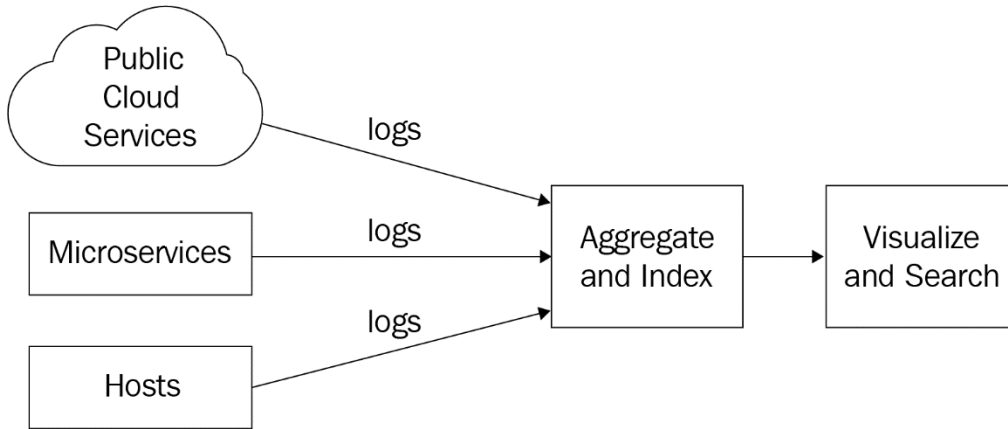 Public
Cloud
Services
logs
Microservices
logs
Aggregate
and Index
Visualize
and Search
logs
Hosts